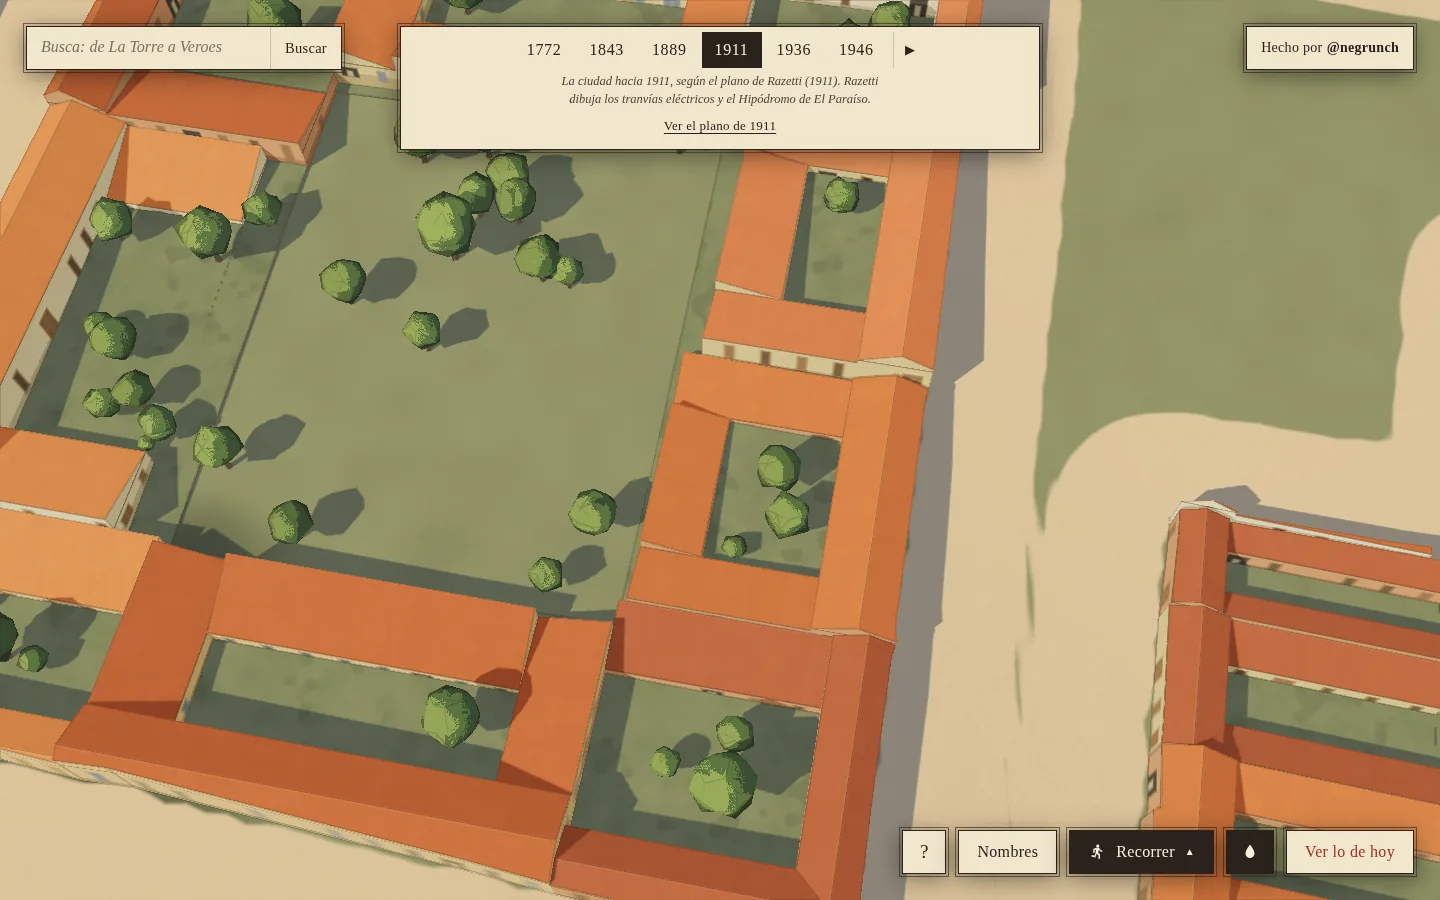 Busca: de La Torre a Veroes
Buscar
1772 1843 1889 1911 1936 1946 ▶
La ciudad hacia 1911, según el plano de Razetti (1911). Razetti
dibuja los tranvías eléctricos y el Hipódromo de El Paraíso.
Ver el plano de 1911
Hecho por @negrunch
?
Nombres
Recorrer ▲
Ver lo de hoy